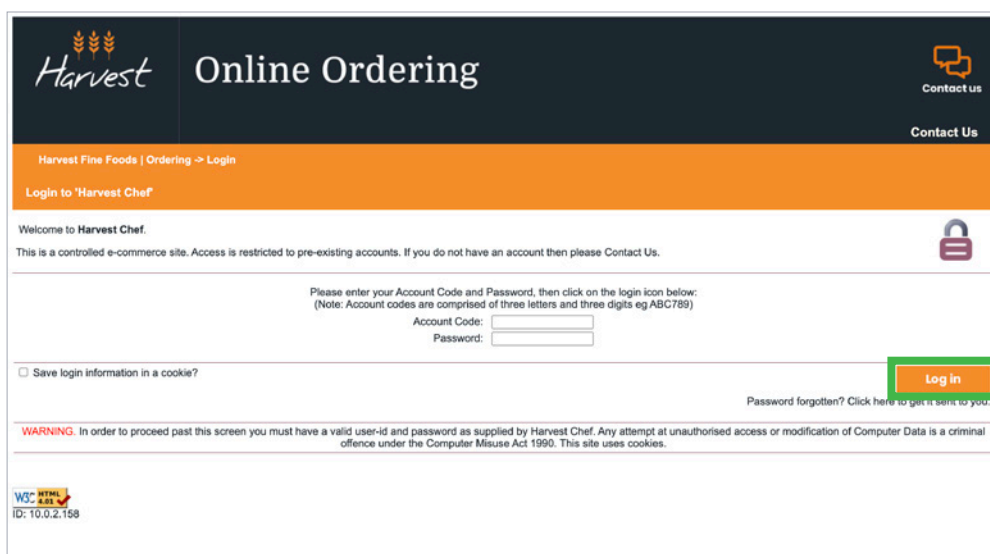 Harvest
Online Ordering
Contact us
Contact Us
Harvest Fine Foods | Ordering -> Login
Login to 'Harvest Chef'
Welcome to Harvest Chef.
This is a controlled e-commerce site. Access is restricted to pre-existing accounts. If you do not have an account then please Contact Us.
Please enter your Account Code and Password, then click on the login icon below:
(Note: Account codes are comprised of three letters and three digits eg ABC789)
Account Code:
Password:
Save login information in a cookie?
Log in
Password forgotten? Click here to get it sent to you.
WARNING. In order to proceed past this screen you must have a valid user-id and password as supplied by Harvest Chef. Any attempt at unauthorised access or modification of Computer Data is a criminal
offence under the Computer Misuse Act 1990. This site uses cookies.
W3C HTML
4.01
ID: 10.0.2.158